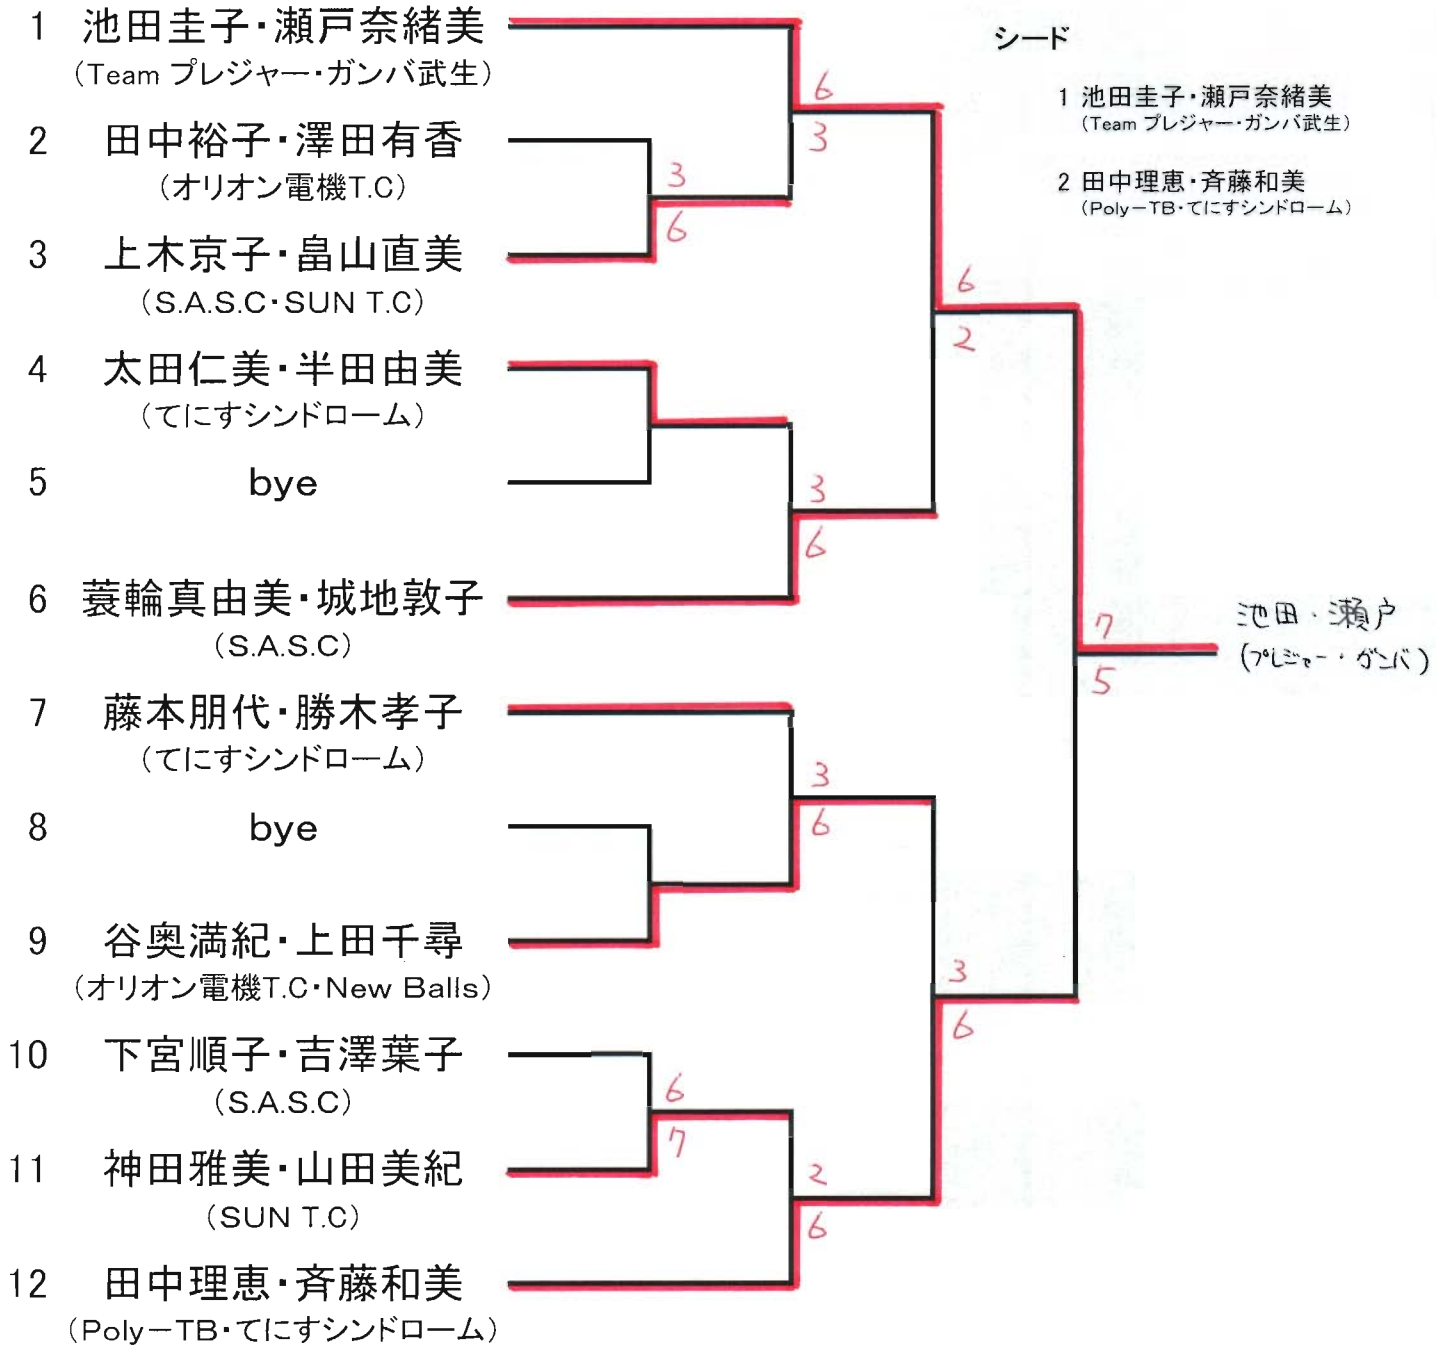 1 池田圭子・瀬戸奈緒美
(Team プレジャー・ガンバ武生)
2 田中裕子・澤田有香
(オリオン電機T.C)
3 上木京子・畠山直美
(S.A.S.C・SUN T.C)
4 太田仁美・半田由美
(てにすシンドローム)
5 bye
6 蓑輪真由美・城地敦子
(S.A.S.C)
7 藤本朋代・勝木孝子
(てにすシンドローム)
8 bye
9 谷奥満紀・上田千尋
(オリオン電機T.C・New Balls)
10 下宮順子・吉澤葉子
(S.A.S.C)
11 神田雅美・山田美紀
(SUN T.C)
12 田中理恵・斉藤和美
(Poly－TB・てにすシンドローム)
3
6
6
7
6
3
3
6
3
6
2
6
6
2
3
6
7
5
池田・瀬戸
(プレジャー・ガンバ)
シード
1 池田圭子・瀬戸奈緒美
(Team プレジャー・ガンバ武生)
2 田中理恵・斉藤和美
(Poly－TB・てにすシンドローム)